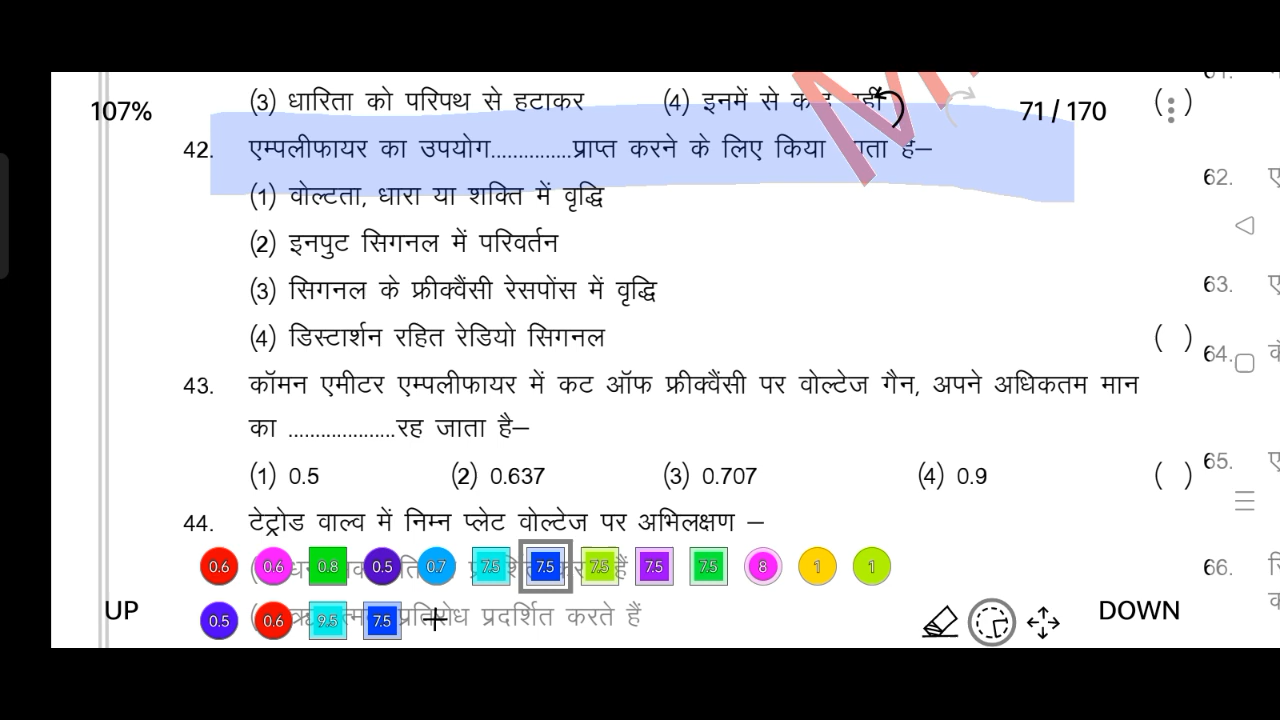 107%
71 / 170
(3) धारिता को परिपथ से हटाकर (4) इनमें से ( )
42. एम्पलीफायर का उपयोग...............प्राप्त करने के लिए किया है–
(1) वोल्टता, धारा या शक्ति में वृद्धि
(2) इनपुट सिगनल में परिवर्तन
(3) सिगनल के फ्रीक्वैंसी रेसपोंस में वृद्धि
(4) डिस्टार्शन रहित रेडियो सिगनल ( )
43. कॉमन एमीटर एम्पलीफायर में कट ऑफ फ्रीक्वैंसी पर वोल्टेज गैन, अपने अधिकतम मान
का ....................रह जाता है–
(1) 0.5 (2) 0.637 (3) 0.707 (4) 0.9 ( )
44. टेट्रोड वाल्व में निम्न प्लेट वोल्टेज पर अभिलक्षण –
0.6 0.6 0.8 0.5 0.7 7.5 7.5 7.5 7.5 7.5 8 1 1
प्रतिरोध प्रदर्शित करते हैं
UP 0.5 0.6 9.5 7.5 + DOWN
62.
63.
64.
65.
66.